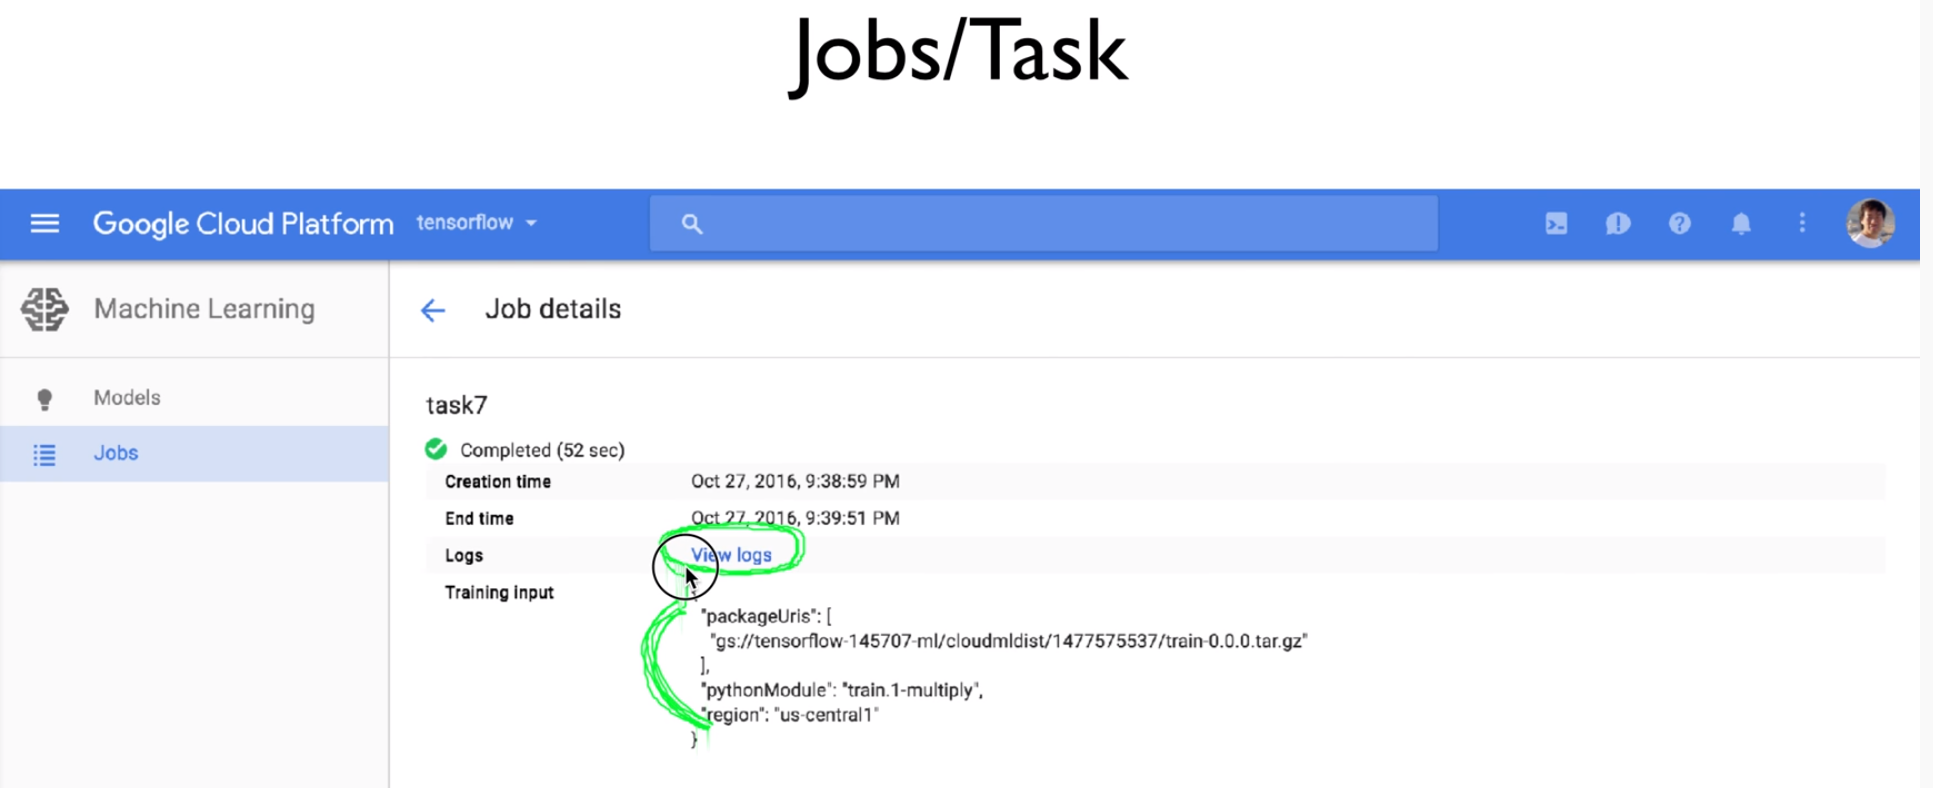 Jobs/Task
Google Cloud Platform tensorflow
Machine Learning
Job details
Models
Jobs
task7
Completed (52 sec)
Creation time Oct 27, 2016, 9:38:59 PM
End time Oct 27, 2016, 9:39:51 PM
Logs View logs
Training input
{
"packageUris": [
"gs://tensorflow-145707-ml/cloudmldist/1477575537/train-0.0.0.tar.gz"
],
"pythonModule": "train.1-multiply",
"region": "us-central1"
}